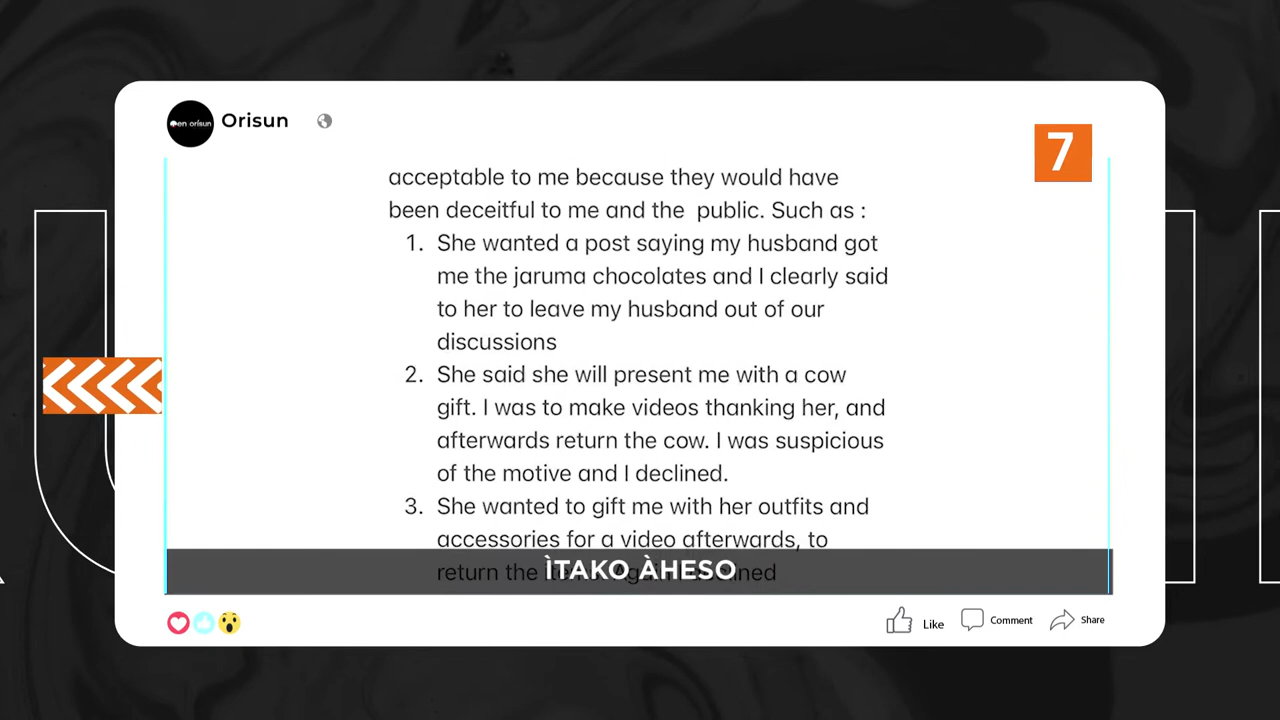 en orisun
Orisun
7
acceptable to me because they would have
been deceitful to me and the public. Such as :
1. She wanted a post saying my husband got
me the jaruma chocolates and I clearly said
to her to leave my husband out of our
discussions
2. She said she will present me with a cow
gift. I was to make videos thanking her, and
afterwards return the cow. I was suspicious
of the motive and I declined.
3. She wanted to gift me with her outfits and
accessories for a video afterwards, to
return the
ÌTAKO ÀHESO
Like
Comment
Share